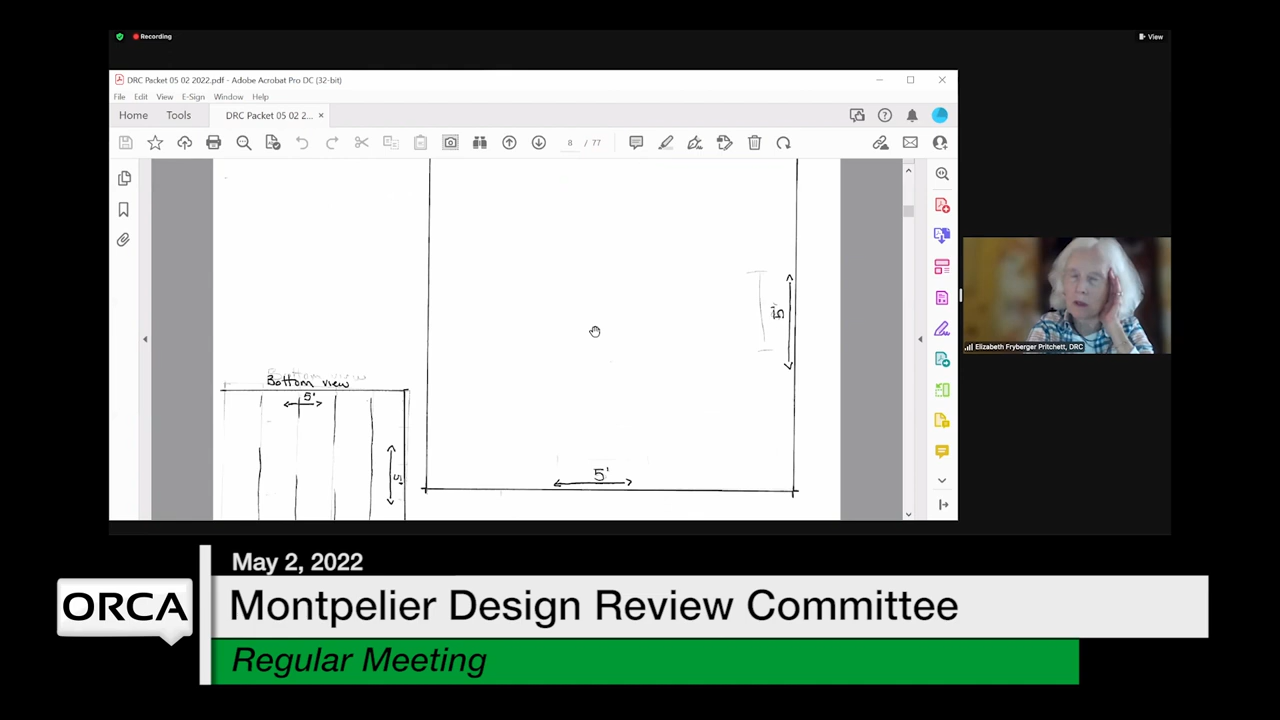 Recording
View
DRC Packet 05 02 2022.pdf - Adobe Acrobat Pro DC (32-bit)
File Edit View E-Sign Window Help
Home Tools DRC Packet 05 02 2... ×
8 / 77
5'
Elizabeth Fryberger Pritchett, DRC
Bottom view
5'
5'
5'
May 2, 2022
ORCA
Montpelier Design Review Committee
Regular Meeting